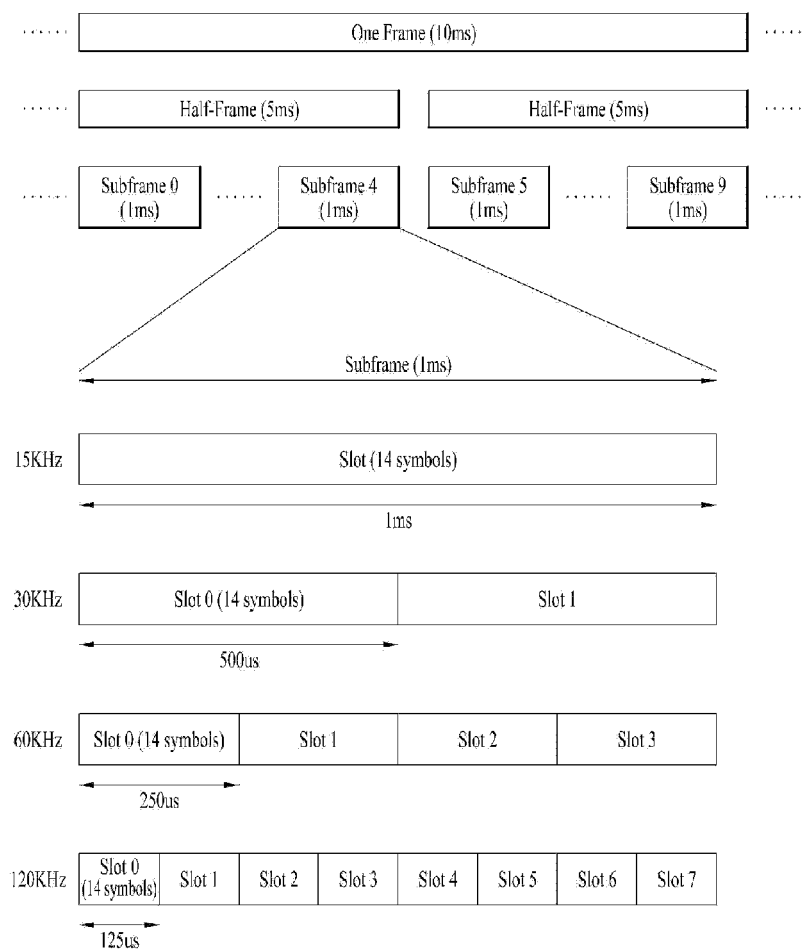 ...... One Frame (10ms) ......
...... Half-Frame (5ms) Half-Frame (5ms) ......
...... Subframe 0 (1ms) ...... Subframe 4 (1ms) Subframe 5 (1ms) ...... Subframe 9 (1ms) ......
Subframe (1ms)
15KHz Slot (14 symbols)
1ms
30KHz Slot 0 (14 symbols) Slot 1
500us
60KHz Slot 0 (14 symbols) Slot 1 Slot 2 Slot 3
250us
120KHz Slot 0 (14 symbols) Slot 1 Slot 2 Slot 3 Slot 4 Slot 5 Slot 6 Slot 7
125us